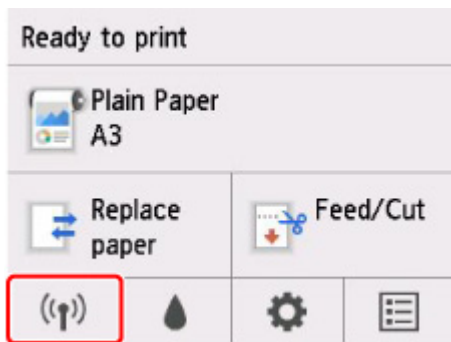 Ready to print
Plain Paper
A3
Replace
paper
Feed/Cut